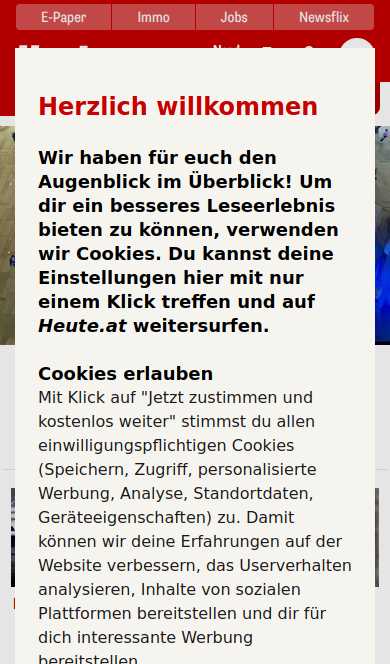 E-Paper Immo Jobs Newsflix
Herzlich willkommen
Wir haben für euch den
Augenblick im Überblick! Um
dir ein besseres Leseerlebnis
bieten zu können, verwenden
wir Cookies. Du kannst deine
Einstellungen hier mit nur
einem Klick treffen und auf
Heute.at weitersurfen.
Cookies erlauben
Mit Klick auf "Jetzt zustimmen und
kostenlos weiter" stimmst du allen
einwilligungspflichtigen Cookies
(Speichern, Zugriff, personalisierte
Werbung, Analyse, Standortdaten,
Geräteeigenschaften) zu. Damit
können wir deine Erfahrungen auf der
Website verbessern, das Userverhalten
analysieren, Inhalte von sozialen
Plattformen bereitstellen und dir für
dich interessante Werbung
bereitstellen